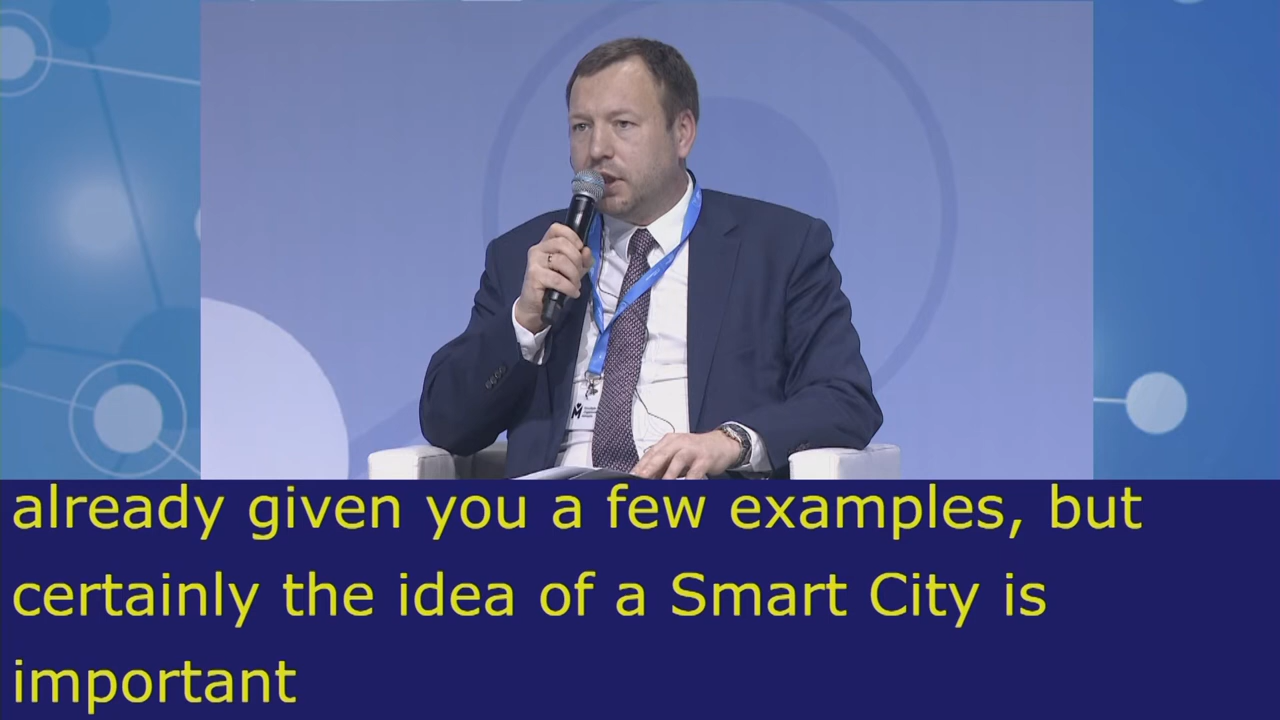 already given you a few examples, but
certainly the idea of a Smart City is
important